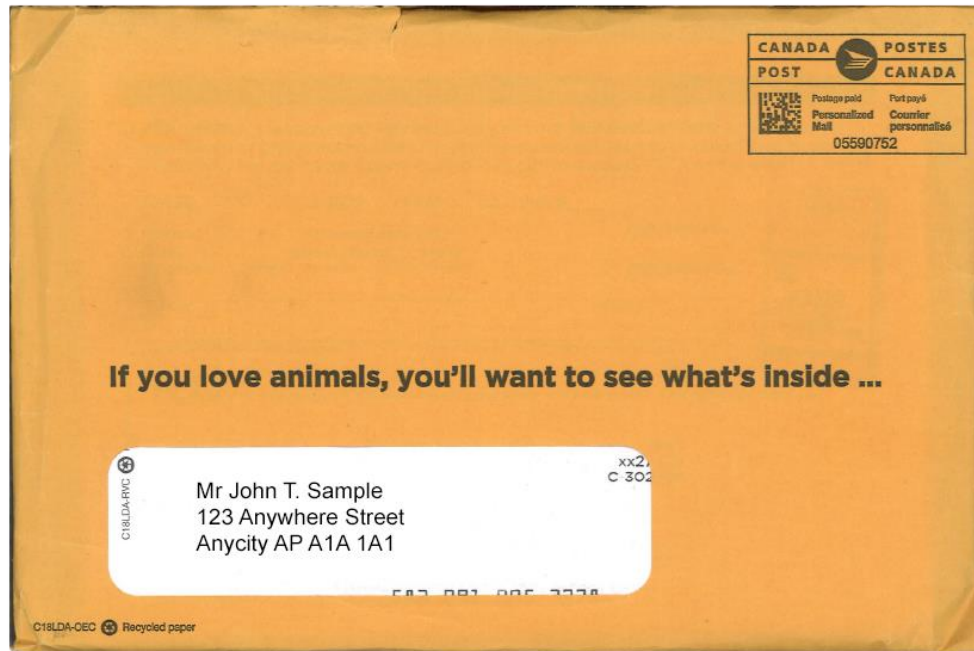 CANADA POSTES
POST CANADA
Postage paid Port payé
Personalized Courrier
Mail personnalisé
05590752
If you love animals, you'll want to see what's inside ...
xx27
C 302
C18LDA-RVC
Mr John T. Sample
123 Anywhere Street
Anycity AP A1A 1A1
C18LDA-OEC Recycled paper